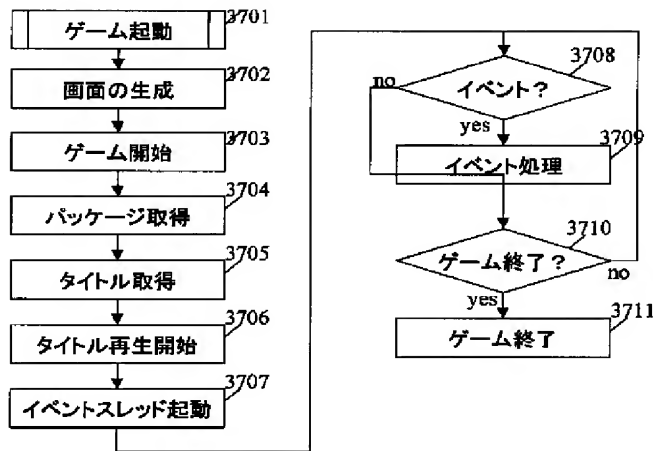 ゲーム起動
3701
画面の生成
3702
ゲーム開始
3703
パッケージ取得
3704
タイトル取得
3705
タイトル再生開始
3706
イベントスレッド起動
3707
イベント?
3708
no
yes
イベント処理
3709
ゲーム終了?
3710
no
yes
ゲーム終了
3711